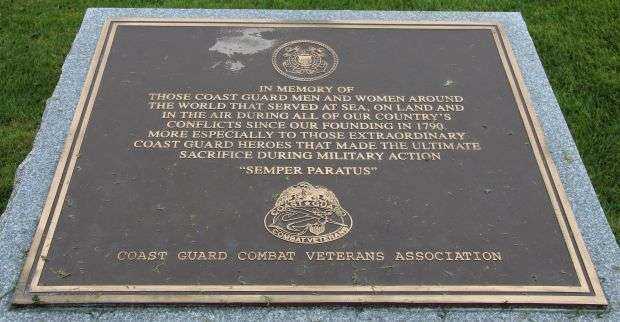 IN MEMORY OF
THOSE COAST GUARD MEN AND WOMEN AROUND
THE WORLD THAT SERVED AT SEA, ON LAND AND
IN THE AIR DURING ALL OF OUR COUNTRY'S
CONFLICTS SINCE OUR FOUNDING IN 1790.
MORE ESPECIALLY TO THOSE EXTRAORDINARY
COAST GUARD HEROES THAT MADE THE ULTIMATE
SACRIFICE DURING MILITARY ACTION
"SEMPER PARATUS"
COAST GUARD
COMBAT VETERANS
COAST GUARD COMBAT VETERANS ASSOCIATION